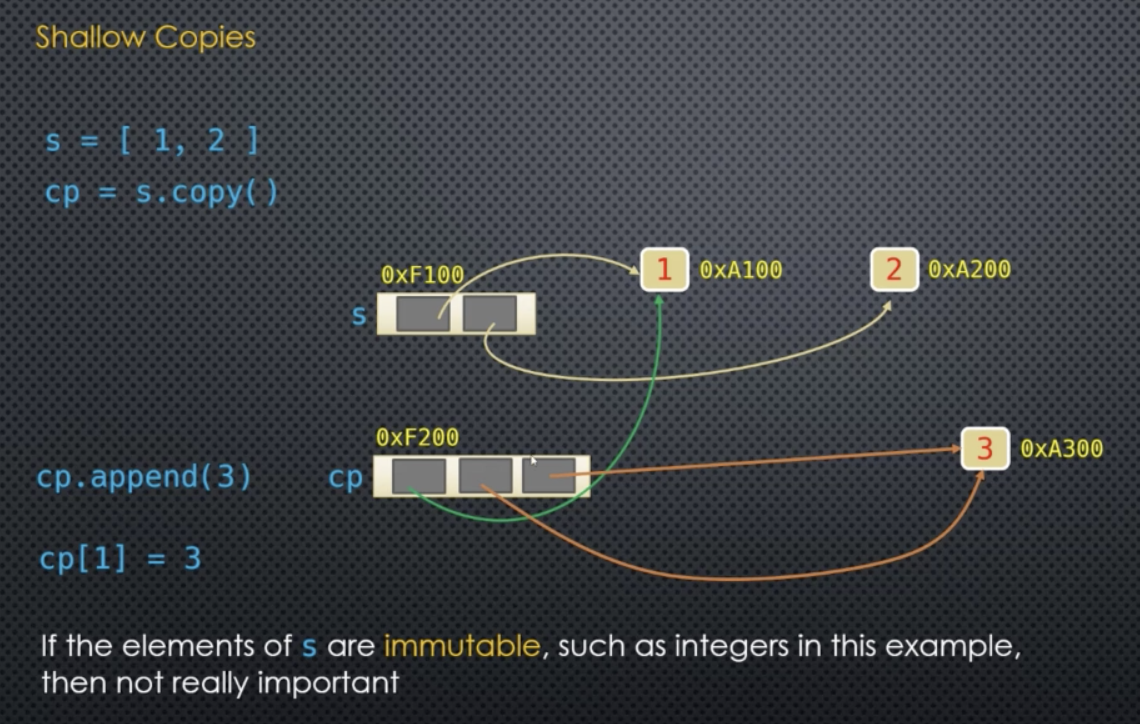 Shallow Copies
s = [ 1, 2 ]
cp = s.copy()
0xF100
1 0xA100
2 0xA200
s
0xF200
3 0xA300
cp.append(3)
cp
cp[1] = 3
If the elements of s are immutable, such as integers in this example,
then not really important